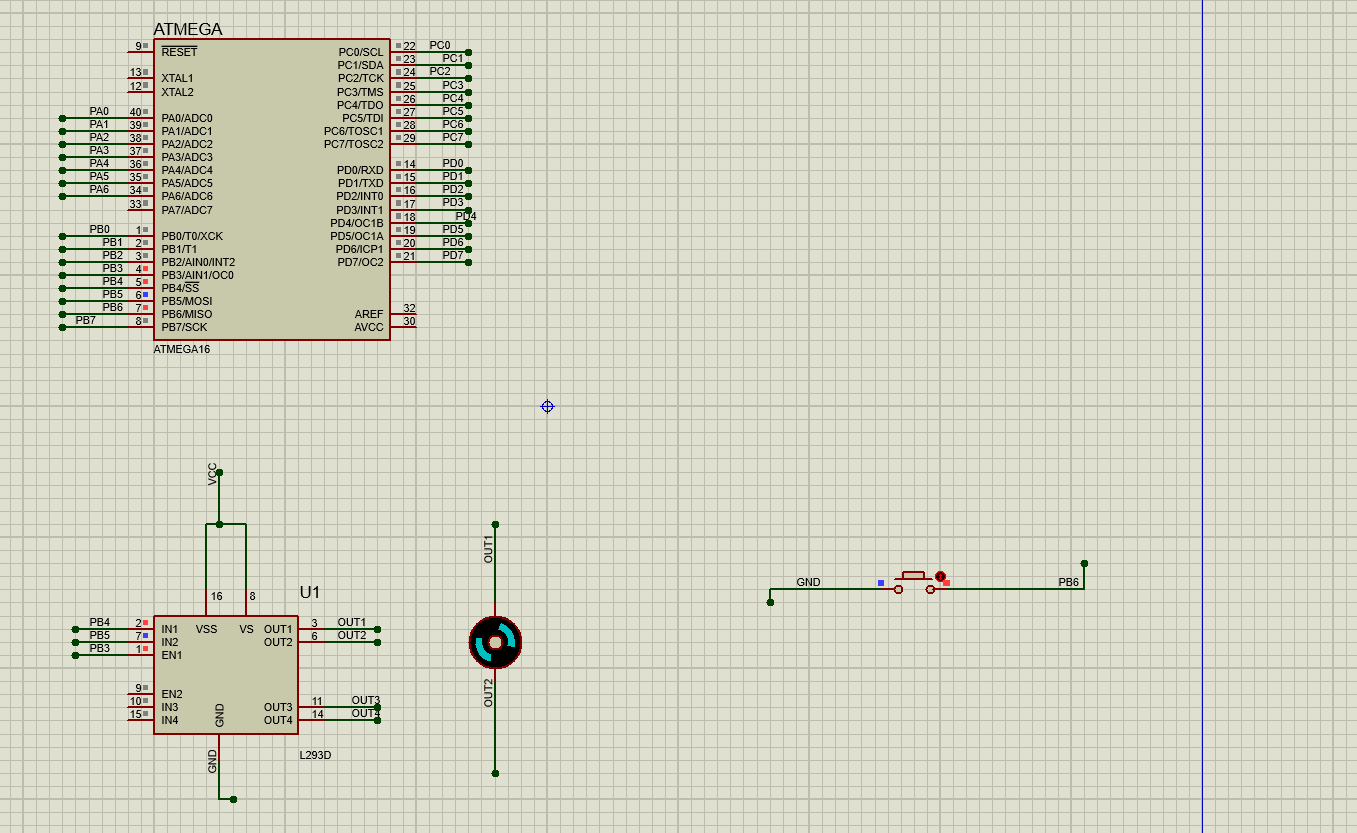 ATMEGA
9 RESET PC0/SCL 22 PC0
PC1/SDA 23 PC1
13 XTAL1 PC2/TCK 24 PC2
12 XTAL2 PC3/TMS 25 PC3
PC4/TDO 26 PC4
PA0 40 PA0/ADC0 PC5/TDI 27 PC5
PA1 39 PA1/ADC1 PC6/TOSC1 28 PC6
PA2 38 PA2/ADC2 PC7/TOSC2 29 PC7
PA3 37 PA3/ADC3
PA4 36 PA4/ADC4 PD0/RXD 14 PD0
PA5 35 PA5/ADC5 PD1/TXD 15 PD1
PA6 34 PA6/ADC6 PD2/INT0 16 PD2
33 PA7/ADC7 PD3/INT1 17 PD3
PD4/OC1B 18 PD4
PB0 1 PB0/T0/XCK PD5/OC1A 19 PD5
PB1 2 PB1/T1 PD6/ICP1 20 PD6
PB2 3 PB2/AIN0/INT2 PD7/OC2 21 PD7
PB3 4 PB3/AIN1/OC0
PB4 5 PB4/SS
PB5 6 PB5/MOSI
PB6 7 PB6/MISO AREF 32
PB7 8 PB7/SCK AVCC 30
ATMEGA16
VCC
U1
16 8
VSS VS
PB4 2 IN1 OUT1 3 OUT1
PB5 7 IN2 OUT2 6 OUT2
PB3 1 EN1
9 EN2
10 IN3 OUT3 11 OUT3
15 IN4 OUT4 14 OUT4
GND
GND
L293D
OUT1
OUT2
GND PB6